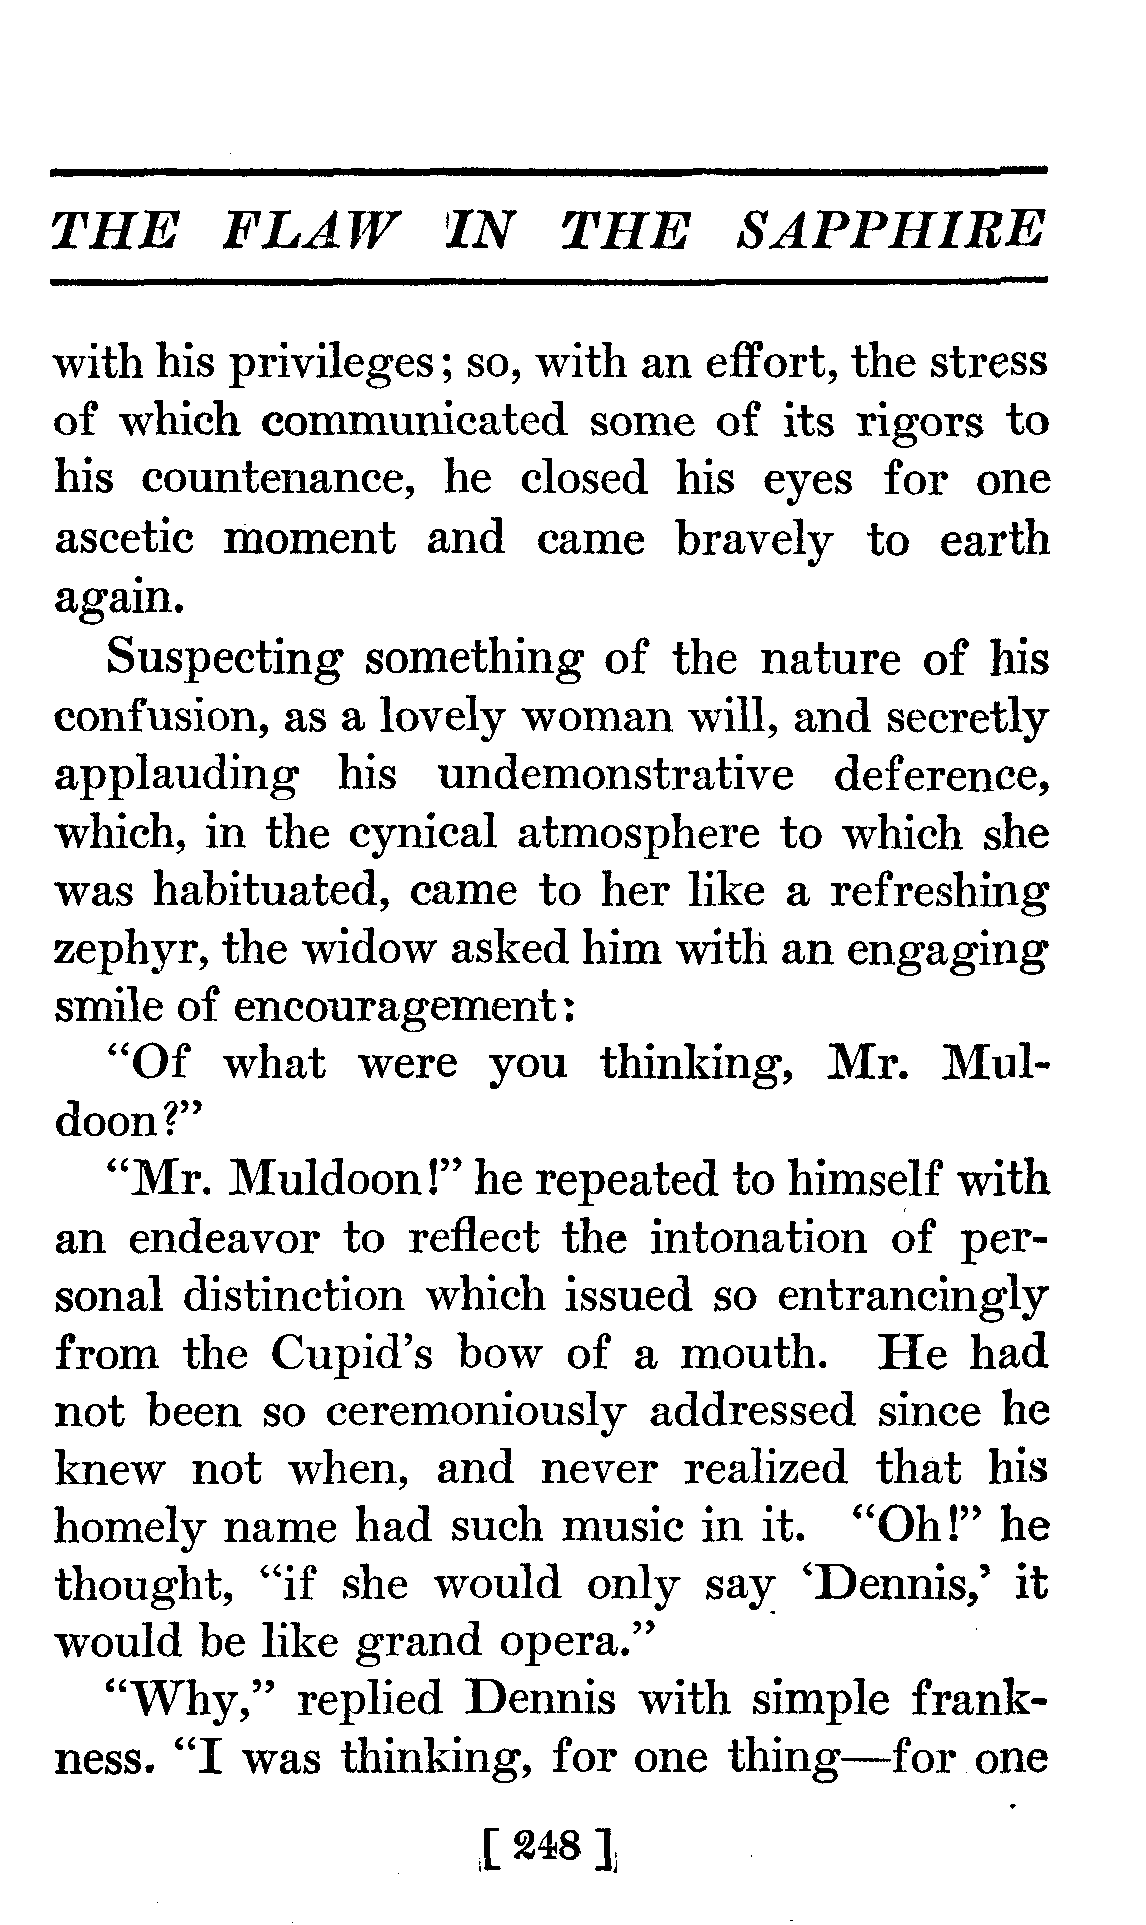 THE FLAW IN THE SAPPHIRE
with his privileges; so, with an effort, the stress
of which communicated some of its rigors to
his countenance, he closed his eyes for one
ascetic moment and came bravely to earth
again.
Suspecting something of the nature of his
confusion, as a lovely woman will, and secretly
applauding his undemonstrative deference,
which, in the cynical atmosphere to which she
was habituated, came to her like a refreshing
zephyr, the widow asked him with an engaging
smile of encouragement:
"Of what were you thinking, Mr. Mul-
doon?"
"Mr. Muldoon!" he repeated to himself with
an endeavor to reflect the intonation of per-
sonal distinction which issued so entrancingly
from the Cupid's bow of a mouth. He had
not been so ceremoniously addressed since he
knew not when, and never realized that his
homely name had such music in it. "Oh!" he
thought, "if she would only say 'Dennis,' it
would be like grand opera."
"Why," replied Dennis with simple frank-
ness. "I was thinking, for one thing—for one
[ 248 ]